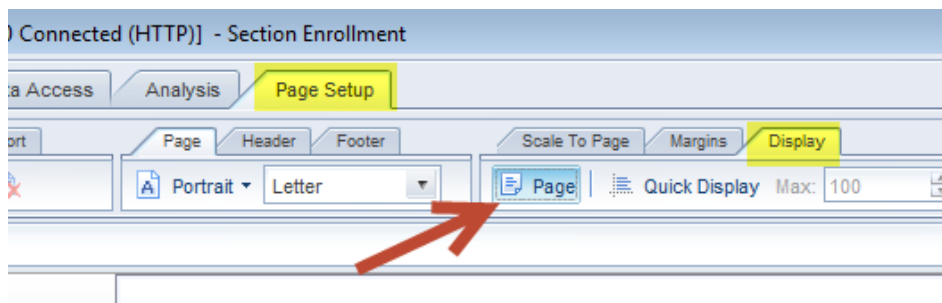 Connected (HTTP)] - Section Enrollment
Access Analysis Page Setup
Page Header Footer Scale To Page Margins Display
Portrait Letter Page Quick Display Max: 100